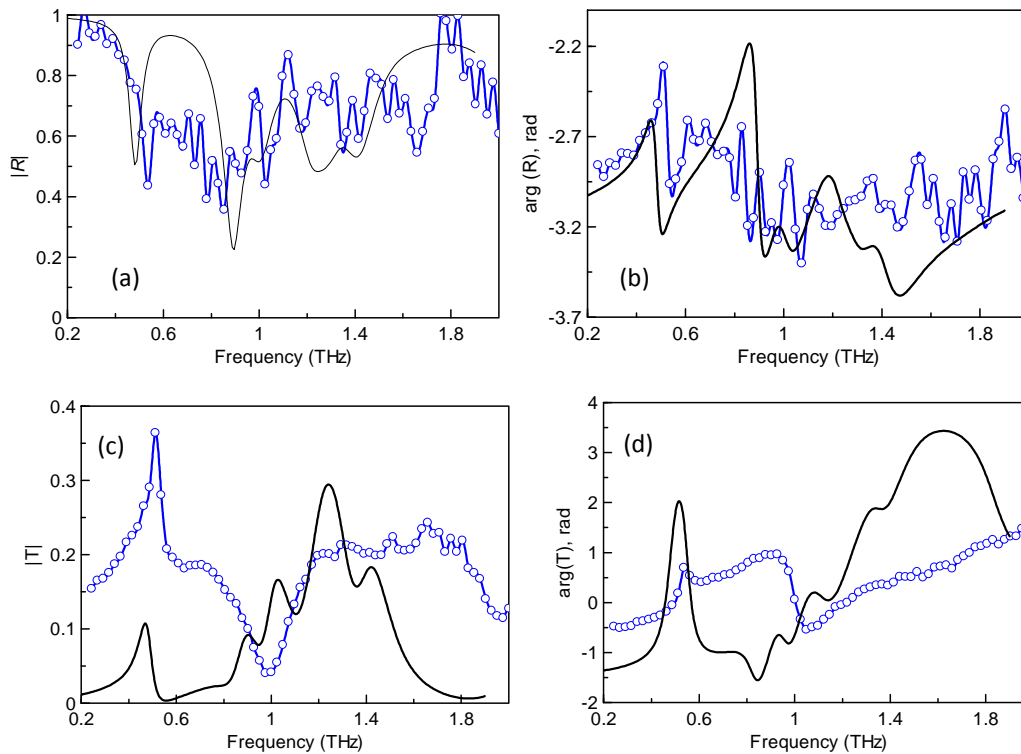 1
0.8
0.6
0.4
0.2
0
|R|
(a)
0.2 0.6 1 1.4 1.8
Frequency (THz)
-2.2
-2.7
-3.2
-3.7
arg (R), rad
(b)
0.2 0.6 1 1.4 1.8
Frequency (THz)
0.4
0.3
0.2
0.1
0
|T|
(c)
0.2 0.6 1 1.4 1.8
Frequency (THz)
4
3
2
1
0
-1
-2
arg(T), rad
(d)
0.2 0.6 1 1.4 1.8
Frequency (THz)